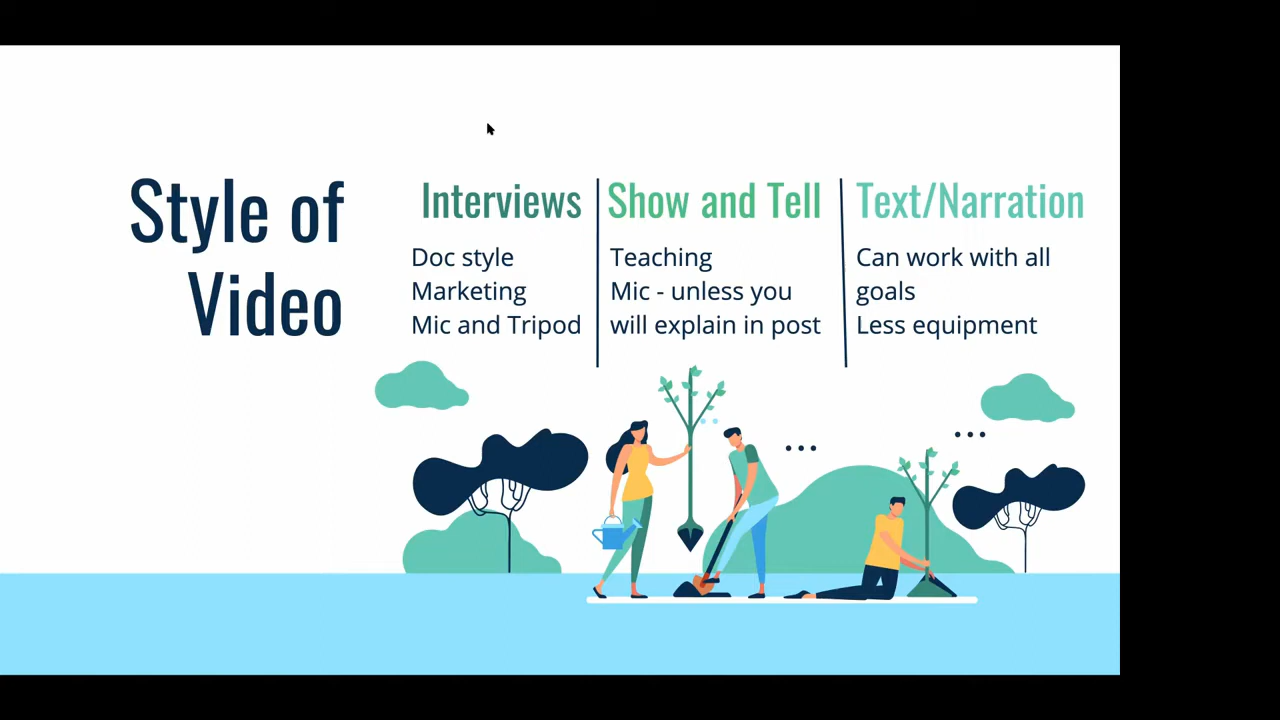 Style of
Video
Interviews
Doc style
Marketing
Mic and Tripod
Show and Tell
Teaching
Mic - unless you
will explain in post
Text/Narration
Can work with all
goals
Less equipment